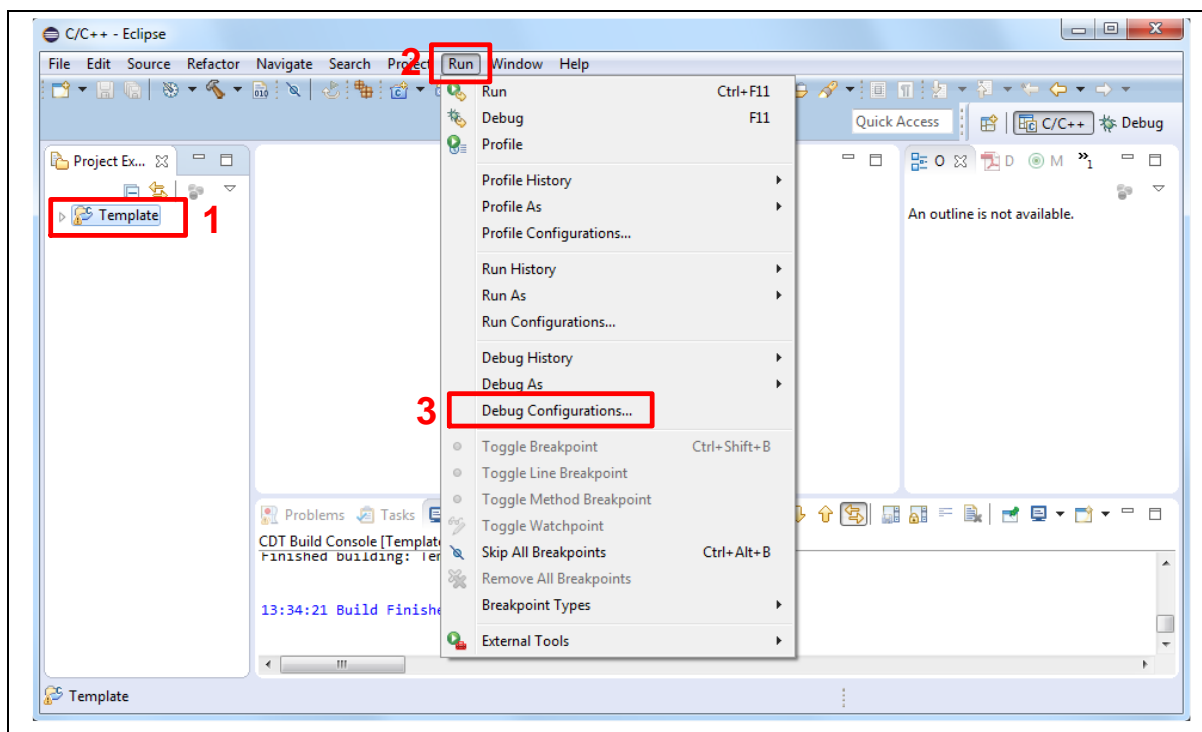 C/C++ - Eclipse
File Edit Source Refactor Navigate Search Project Run Window Help
2
Quick Access
C/C++
Debug
Project Ex...
Template
1
Run Ctrl+F11
Debug F11
Profile
Profile History
Profile As
Profile Configurations...
Run History
Run As
Run Configurations...
Debug History
Debug As
3
Debug Configurations...
Toggle Breakpoint Ctrl+Shift+B
Toggle Line Breakpoint
Toggle Method Breakpoint
Toggle Watchpoint
Skip All Breakpoints Ctrl+Alt+B
Remove All Breakpoints
Breakpoint Types
External Tools
O D M »1
An outline is not available.
Problems Tasks
CDT Build Console [Templat
Finished building: Te
13:34:21 Build Finishe
Template